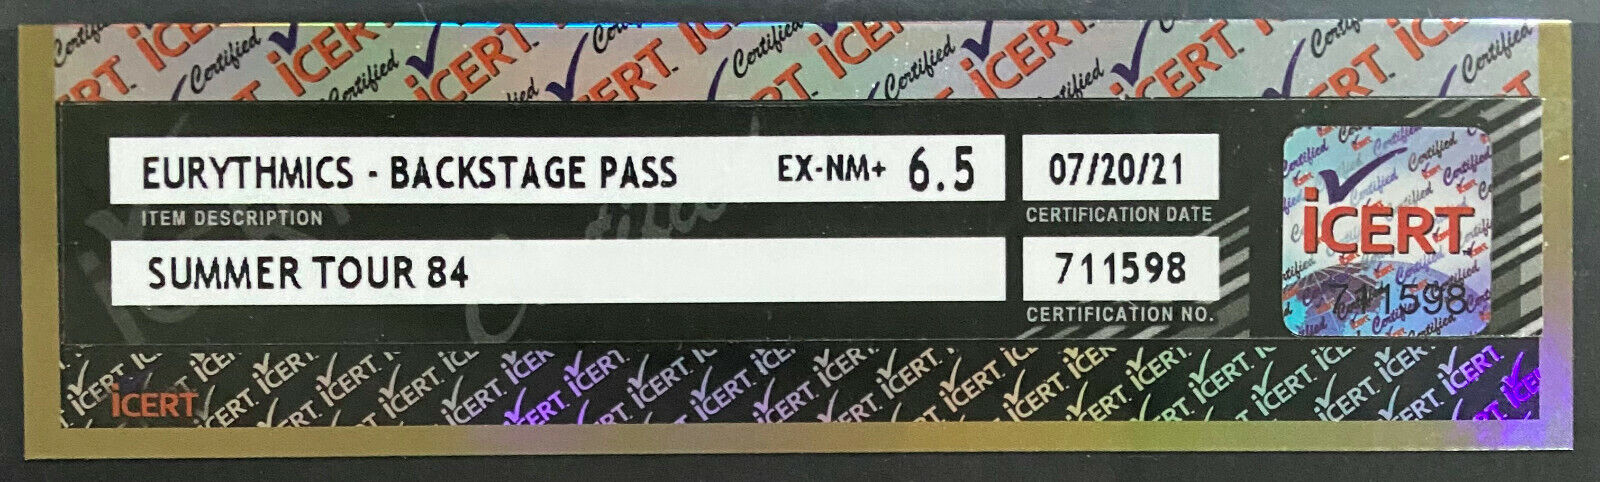 EURYTHMICS - BACKSTAGE PASS EX-NM+ 6.5 07/20/21
ITEM DESCRIPTION CERTIFICATION DATE
SUMMER TOUR 84 711598
CERTIFICATION NO.
iCERT
711598
iCERT